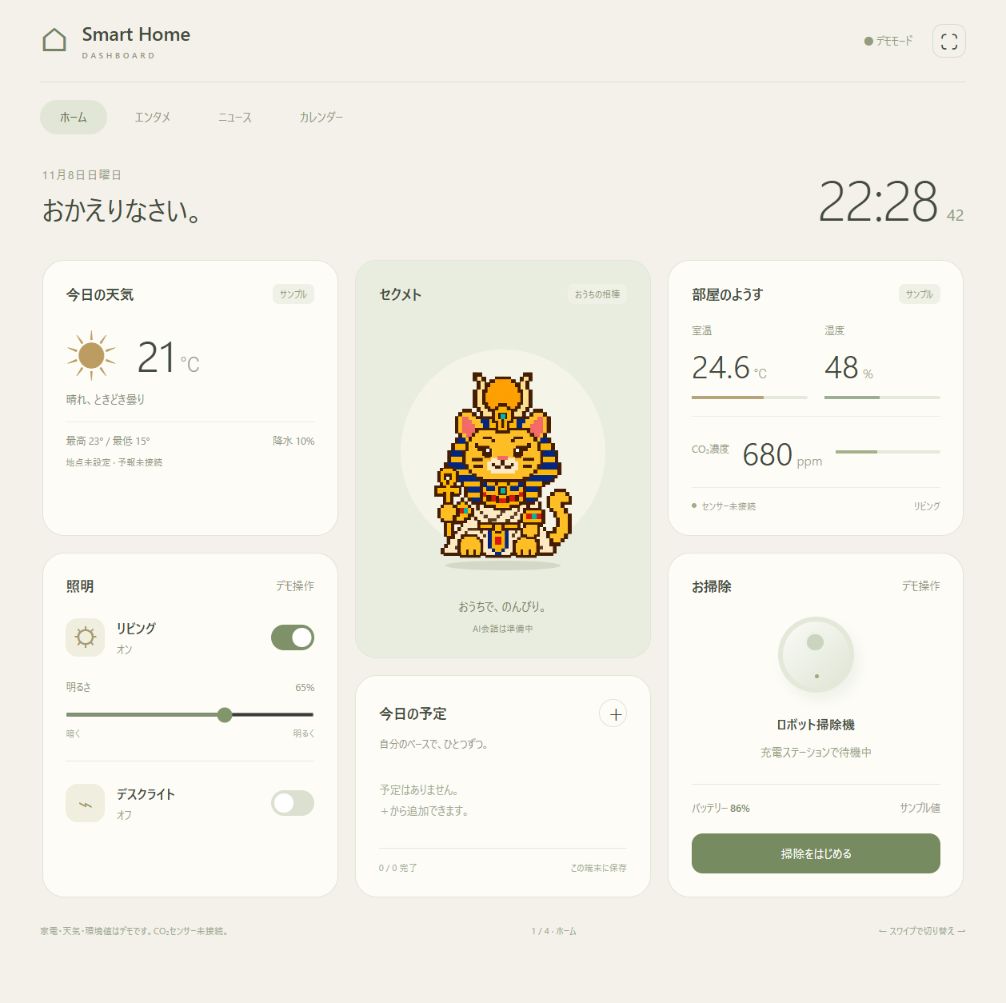 Smart Home
DASHBOARD
デモモード
ホーム
エンタメ
ニュース
カレンダー
11月8日日曜日
おかえりなさい。
22:28 42
今日の天気
サンプル
21°C
晴れ、ときどき曇り
最高 23° / 最低 15°
降水 10%
地点未設定・予報未接続
セクメト
おうちの相棒
おうちで、のんびり。
AI会話は準備中
部屋のようす
サンプル
室温
湿度
24.6 °C
48 %
CO₂濃度
680 ppm
センサー未接続
リビング
照明
デモ操作
リビング
オン
明るさ
65%
暗く
明るく
デスクライト
オフ
今日の予定
自分のペースで、ひとつずつ。
予定はありません。
＋から追加できます。
0 / 0 完了
この端末に保存
お掃除
デモ操作
ロボット掃除機
充電ステーションで待機中
バッテリー 86%
サンプル値
掃除をはじめる
家電・天気・環境値はデモです。CO₂センサー未接続。
1 / 4 · ホーム
← スワイプで切り替え →